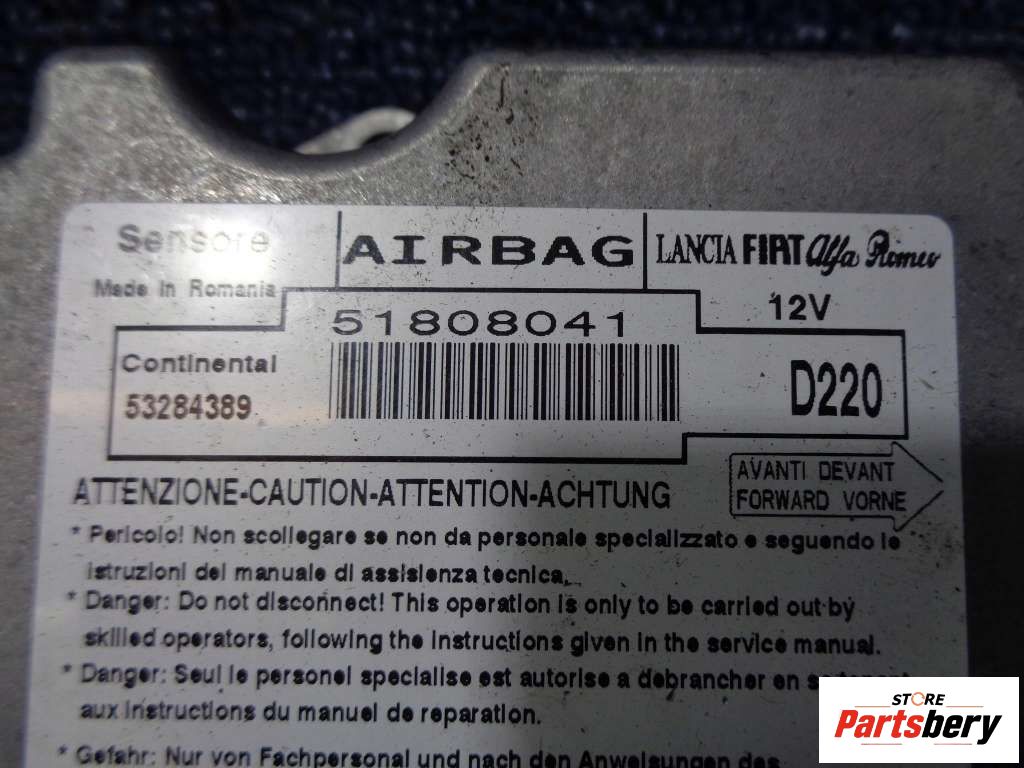 Sensore AIRBAG LANCIA FIAT Alfa Romeo
Made In Romania
12V
51808041
Continental
53284389
D220
AVANTI DEVANT
FORWARD VORNE
ATTENZIONE-CAUTION-ATTENTION-ACHTUNG
* Pericolo! Non scollegare se non da personale specializzato e seguendo le
istruzioni del manuale di assistenza tecnica.
* Danger: Do not disconnect! This operation is only to be carried out by
skilled operators, following the instructions given in the service manual.
* Danger: Seul le personel specialise est autorise a debrancher en
aux instructions du manuel de reparation.
* Gefahr: Nur von Fachpersonal und nach den Anweisungen des
STORE
Partsbery